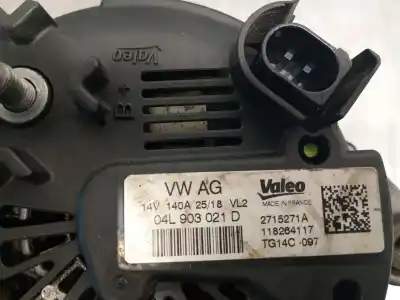 Valeo
B+
VW AG
14V 140A 25/18 VL2
04L 903 021 D
Valeo
MADE IN FRANCE
2715271A
118264117
TG14C -097